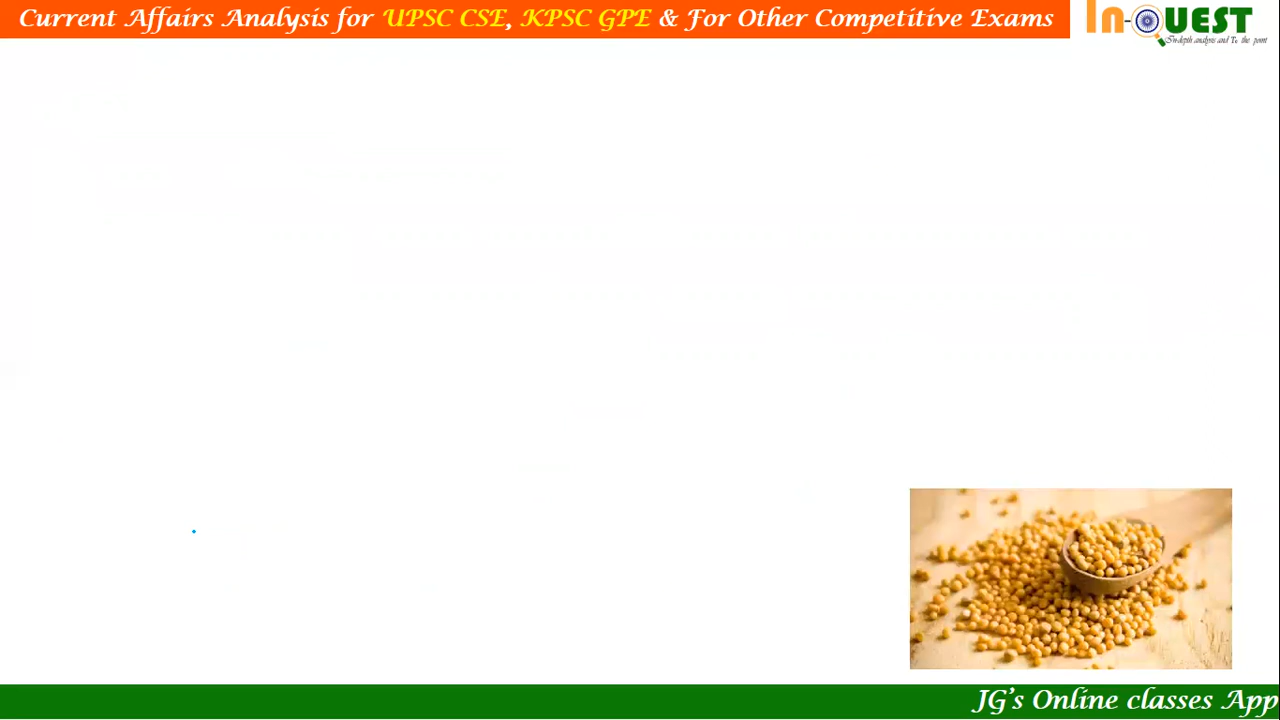 Current Affairs Analysis for UPSC CSE, KPSC GPE & For Other Competitive Exams
In-QUEST
In-depth analysis and To the point
JG's Online classes App